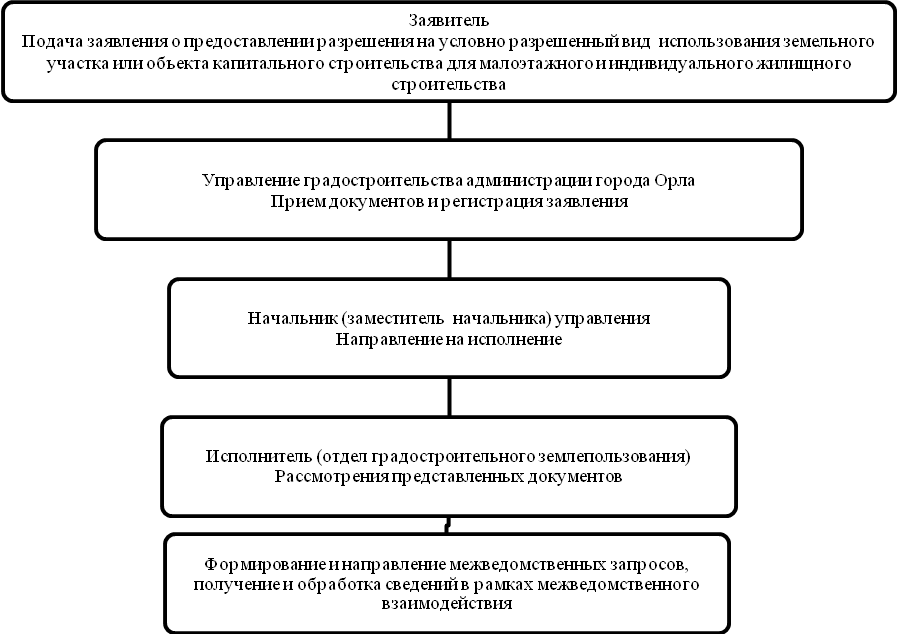 Заявитель
Подача заявления о предоставлении разрешения на условно разрешенный вид использования земельного
участка или объекта капитального строительства для малоэтажного и индивидуального жилищного
строительства
Управление градостроительства администрации города Орла
Прием документов и регистрация заявления
Начальник (заместитель начальника) управления
Направление на исполнение
Исполнитель (отдел градостроительного землепользования)
Рассмотрения представленных документов
Формирование и направление межведомственных запросов,
получение и обработка сведений в рамках межведомственного
взаимодействия